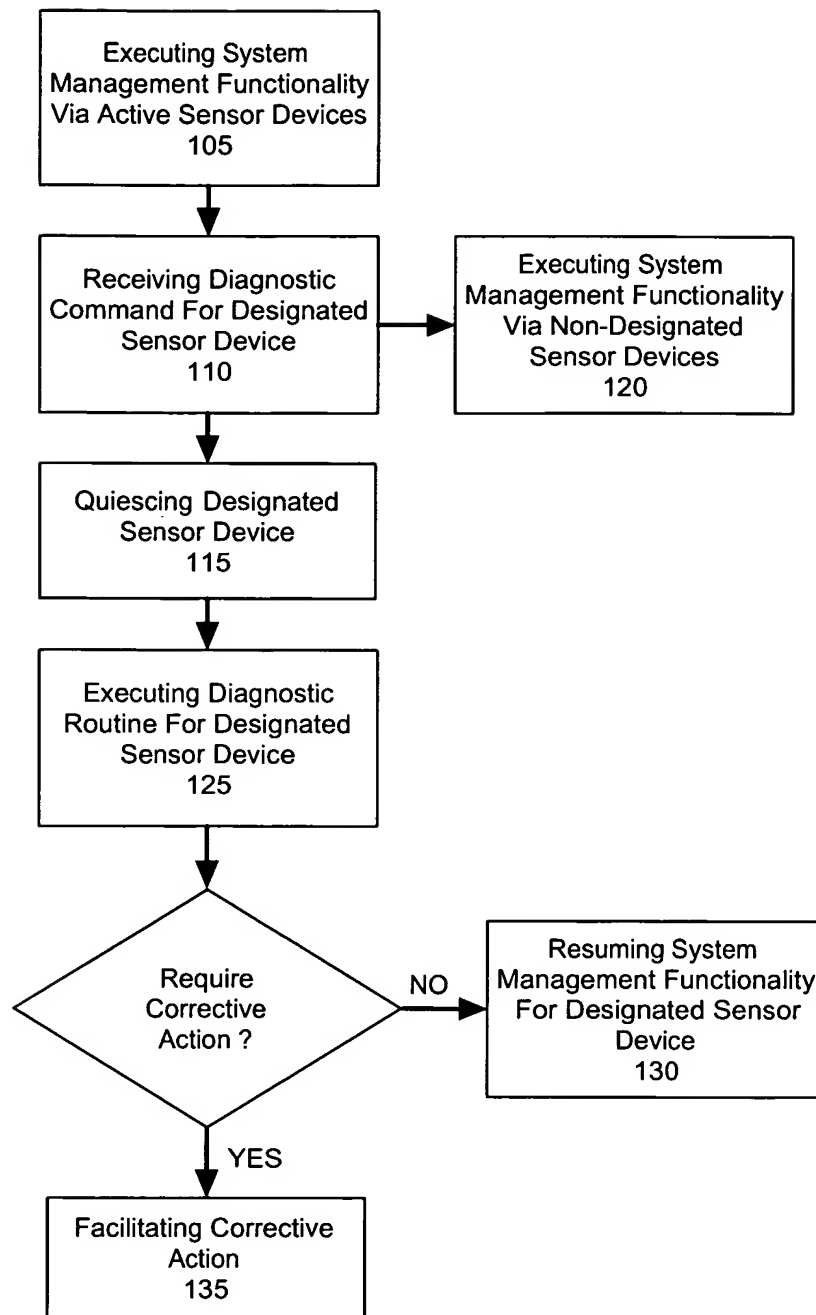 Executing System
Management Functionality
Via Active Sensor Devices
105
Receiving Diagnostic
Command For Designated
Sensor Device
110
Executing System
Management Functionality
Via Non-Designated
Sensor Devices
120
Quiescing Designated
Sensor Device
115
Executing Diagnostic
Routine For Designated
Sensor Device
125
Require
Corrective
Action ?
NO
Resuming System
Management Functionality
For Designated Sensor
Device
130
YES
Facilitating Corrective
Action
135